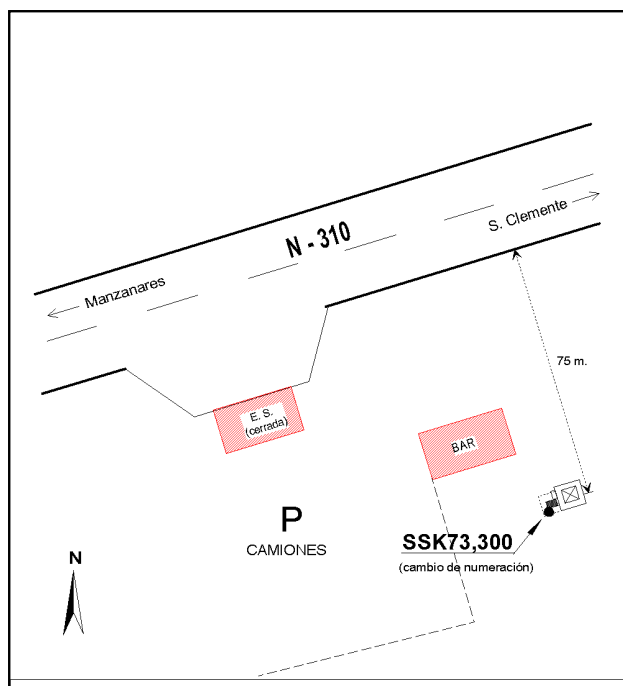 S. Clemente
N - 310
Manzanares
75 m.
E. S.
(cerrada)
BAR
P
CAMIONES
SSK73,300
(cambio de numeración)
N